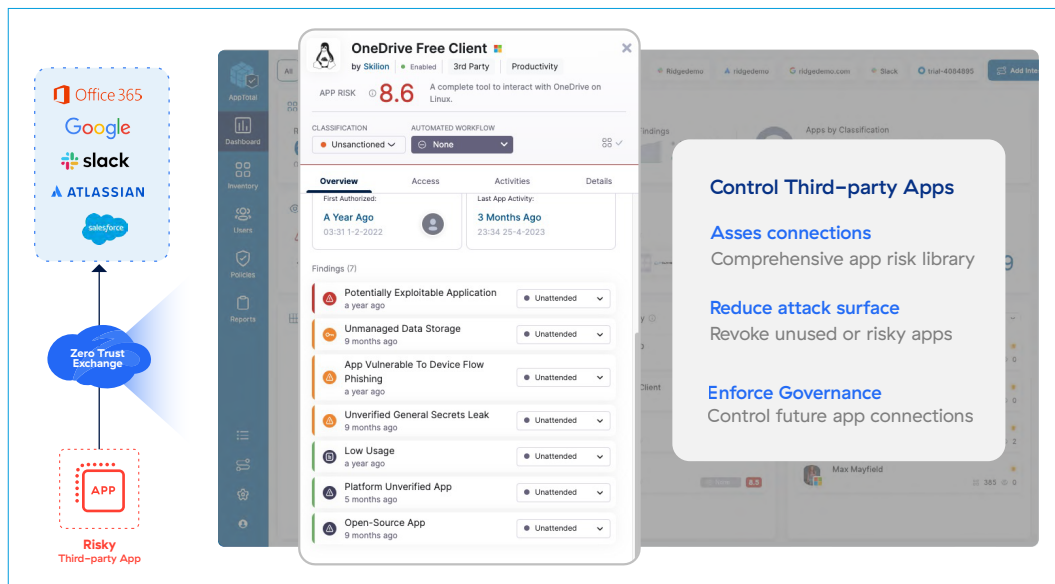 Office 365
Google
slack
ATLASSIAN
salesforce
Zero Trust
Exchange
APP
Risky
Third-party App
AppTotal
Dashboard
Inventory
Users
Policies
Reports
All
OneDrive Free Client
by Skilion Enabled 3rd Party Productivity
APP RISK 8.6 A complete tool to interact with OneDrive on
Linux.
CLASSIFICATION AUTOMATED WORKFLOW
Unsanctioned None
Overview Access Activities Details
First Authorized: Last App Activity:
A Year Ago 3 Months Ago
03:31 1-2-2022 23:34 25-4-2023
Findings (7)
Potentially Exploitable Application
a year ago
Unattended
Unmanaged Data Storage
9 months ago
Unattended
App Vulnerable To Device Flow
Phishing
a year ago
Unattended
Unverified General Secrets Leak
9 months ago
Unattended
Low Usage
a year ago
Unattended
Platform Unverified App
5 months ago
Unattended
Open-Source App
9 months ago
Unattended
Ridgedemo ridgedemo ridgedemo.com Slack trial-4084895 Add Inte
indings
Apps by Classification
Client
8.5
Max Mayfield
385 0
Control Third-party Apps
Asses connections
Comprehensive app risk library
Reduce attack surface
Revoke unused or risky apps
Enforce Governance
Control future app connections